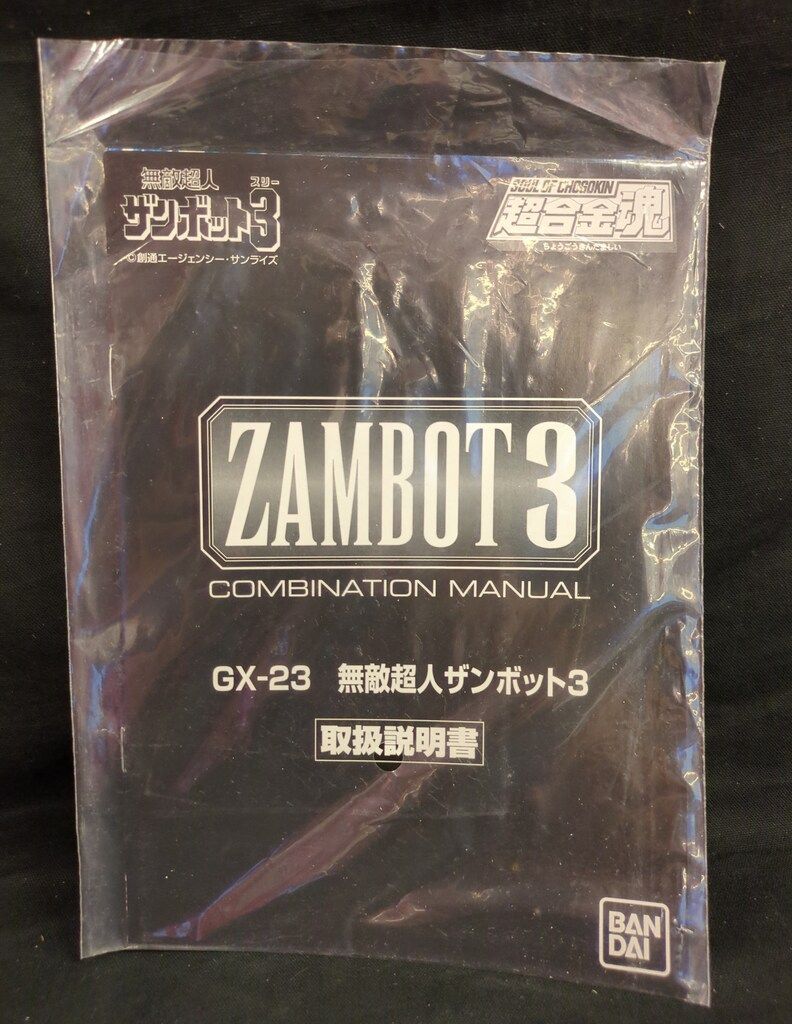 無敵超人 スリー
ザンボット3
©創通エージェンシー・サンライズ
SOUL OF CHOGOKIN
超合金魂
ちょうごうきんだましい
ZAMBOT 3
COMBINATION MANUAL
GX-23 無敵超人ザンボット3
取扱説明書
BAN
DAI